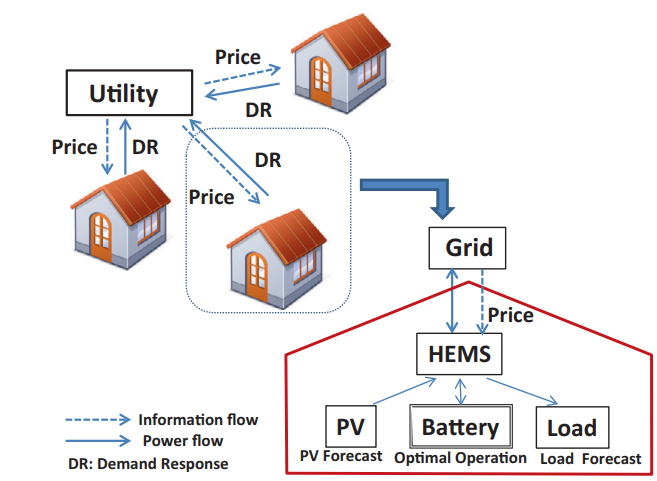 Price
Utility
DR
Price
DR
DR
Price
Grid
Price
HEMS
PV
Battery
Load
PV Forecast
Optimal Operation
Load Forecast
Information flow
Power flow
DR: Demand Response